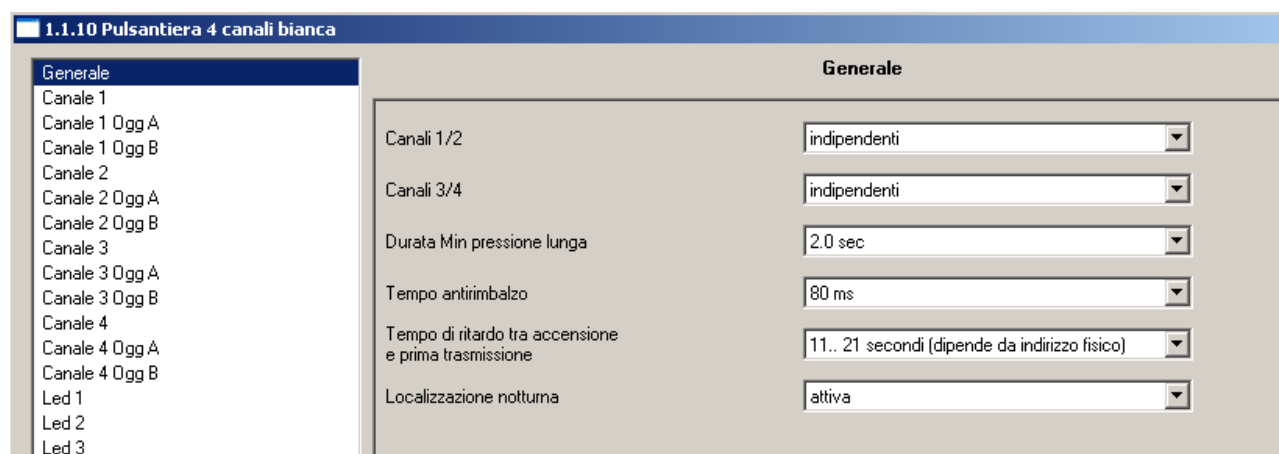 1.1.10 Pulsantiera 4 canali bianca
Generale
Canale 1
Canale 1 Ogg A
Canale 1 Ogg B
Canale 2
Canale 2 Ogg A
Canale 2 Ogg B
Canale 3
Canale 3 Ogg A
Canale 3 Ogg B
Canale 4
Canale 4 Ogg A
Canale 4 Ogg B
Led 1
Led 2
Led 3
Generale
Canali 1/2 indipendenti
Canali 3/4 indipendenti
Durata Min pressione lunga 2.0 sec
Tempo antirimbalzo 80 ms
Tempo di ritardo tra accensione
e prima trasmissione 11.. 21 secondi (dipende da indirizzo fisico)
Localizzazione notturna attiva